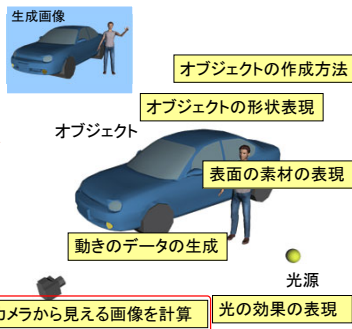 生成画像
オブジェクトの作成方法
オブジェクトの形状表現
オブジェクト
表面の素材の表現
動きのデータの生成
光源
カメラから見える画像を計算
光の効果の表現